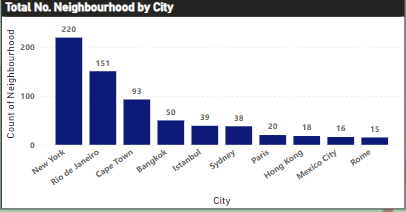 Total No. Neighbourhood by City
Count of Neighbourhood
200
100
0
220
151
93
50
39
38
20
18
16
15
New York
Rio de Janeiro
Cape Town
Bangkok
Istanbul
Sydney
Paris
Hong Kong
Mexico City
Rome
City